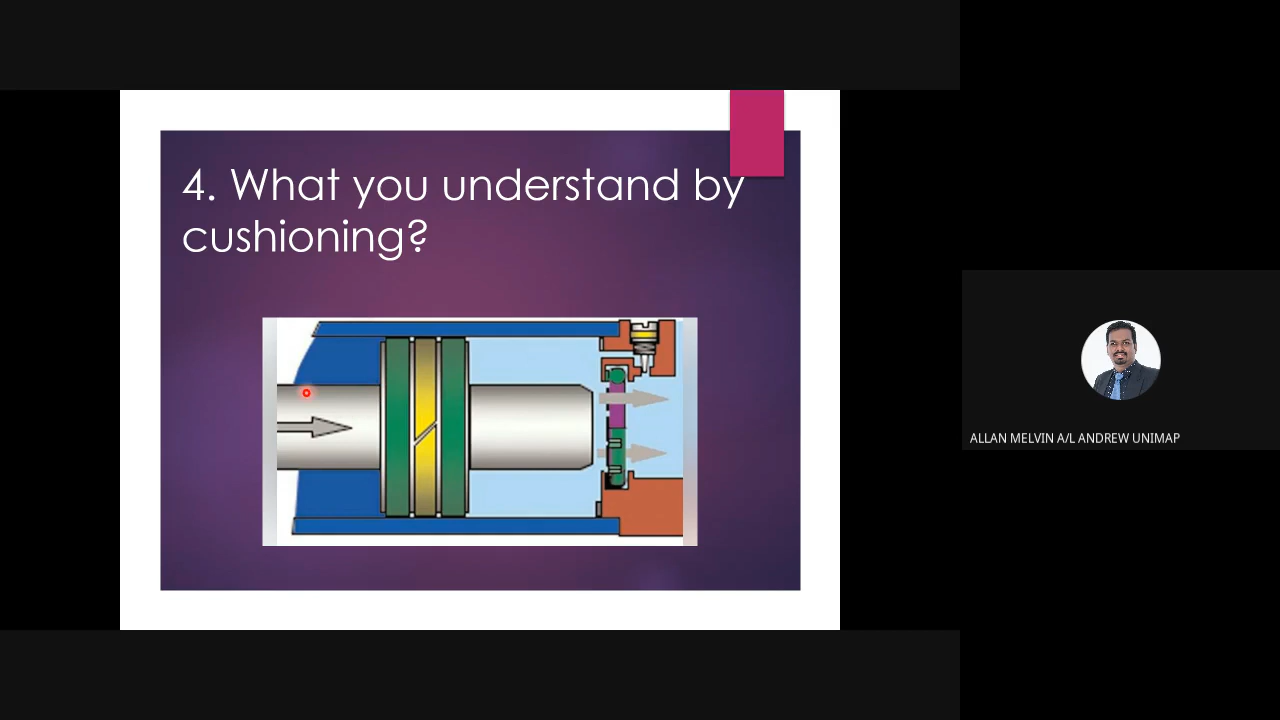 4. What you understand by
cushioning?
ALLAN MELVIN A/L ANDREW UNIMAP